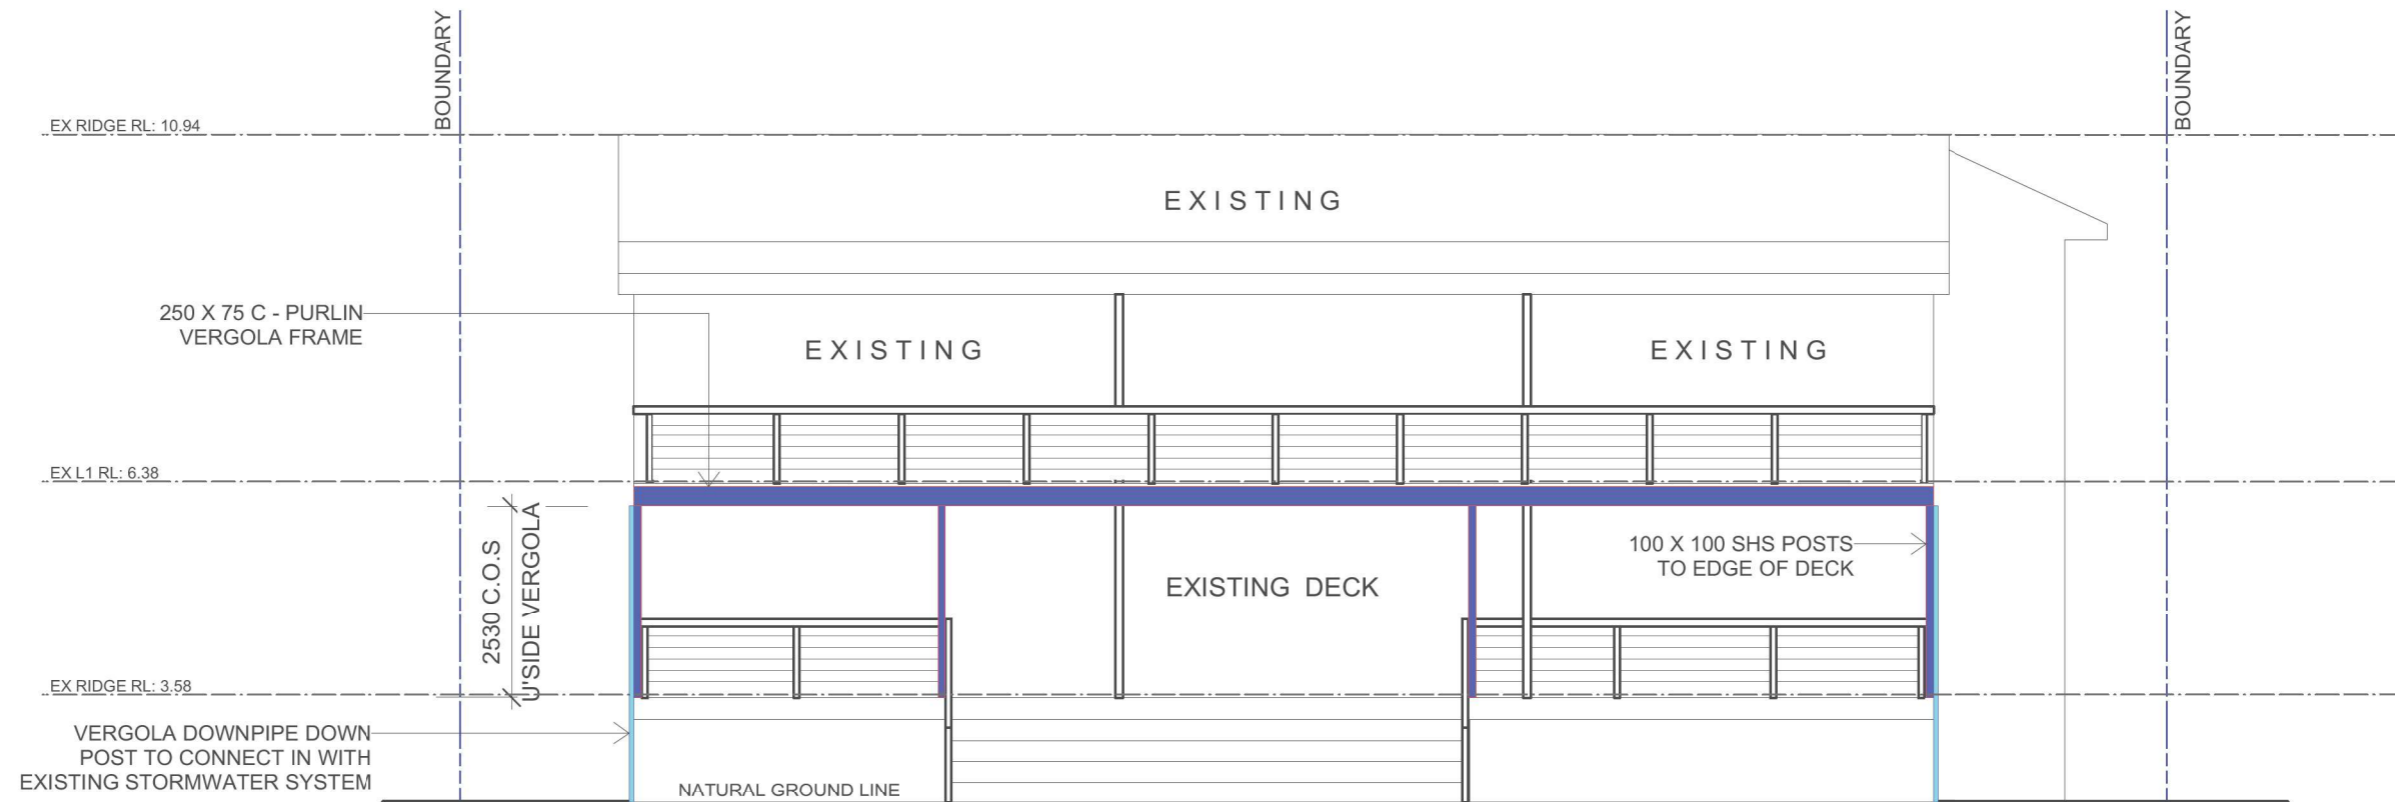 BOUNDARY
BOUNDARY
EX RIDGE RL: 10.94
EXISTING
250 X 75 C - PURLIN
VERGOLA FRAME
EXISTING
EXISTING
EX L1 RL: 6.38
2530 C.O.S
U'SIDE VERGOLA
100 X 100 SHS POSTS
TO EDGE OF DECK
EXISTING DECK
EX RIDGE RL: 3.58
VERGOLA DOWNPIPE DOWN
POST TO CONNECT IN WITH
EXISTING STORMWATER SYSTEM
NATURAL GROUND LINE